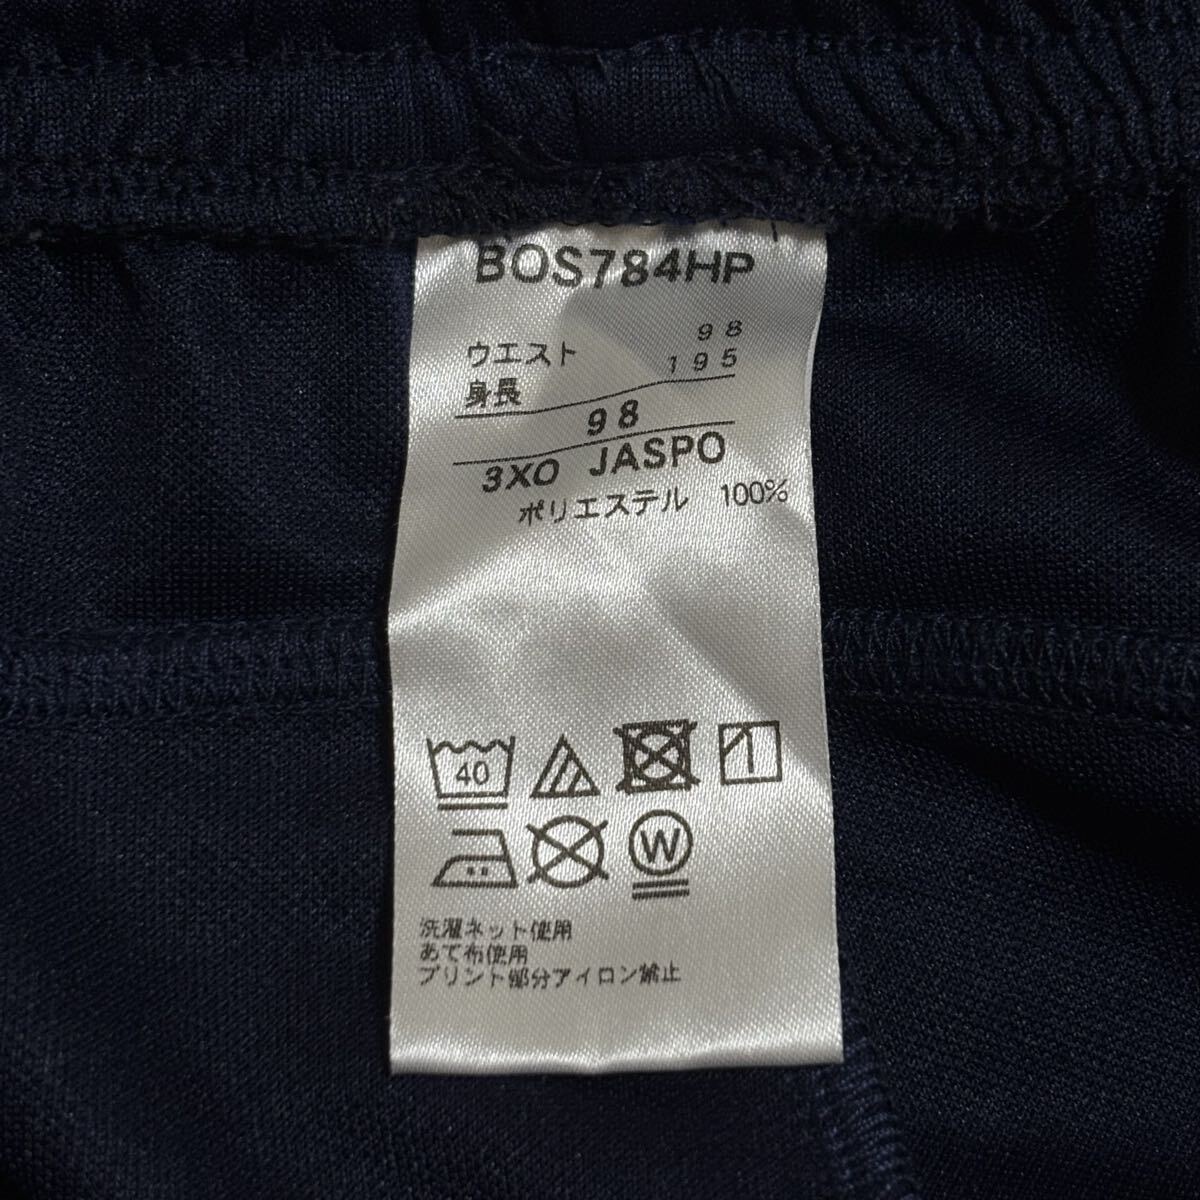 BOS784HP
ウエスト 98
身長 195
98
3XO JASPO
ポリエステル 100%
40
W
洗濯ネット使用
あて布使用
プリント部分アイロン禁止